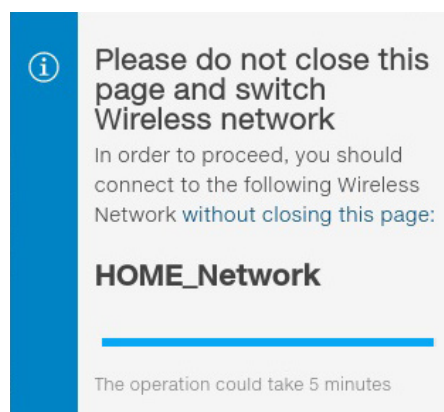 Please do not close this
page and switch
Wireless network
In order to proceed, you should
connect to the following Wireless
Network without closing this page:
HOME_Network
The operation could take 5 minutes